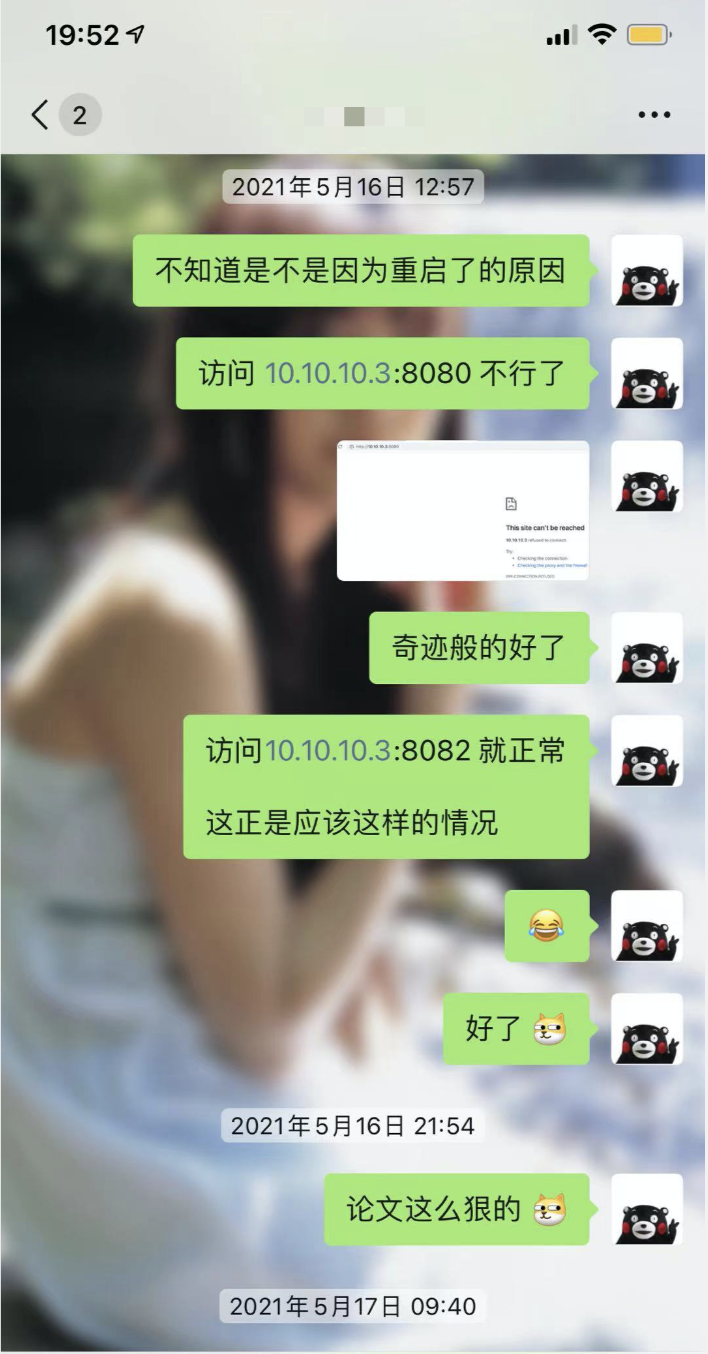 19:52
2
2021年5月16日 12:57
不知道是不是因为重启了的原因
访问 10.10.10.3:8080 不行了
This site can't be reached
10.10.10.3 refused to connect.
Try:
Checking the connection
Checking the proxy and the firewall
奇迹般的好了
访问10.10.10.3:8082 就正常
这正是应该这样的情况
好了
2021年5月16日 21:54
论文这么狠的
2021年5月17日 09:40